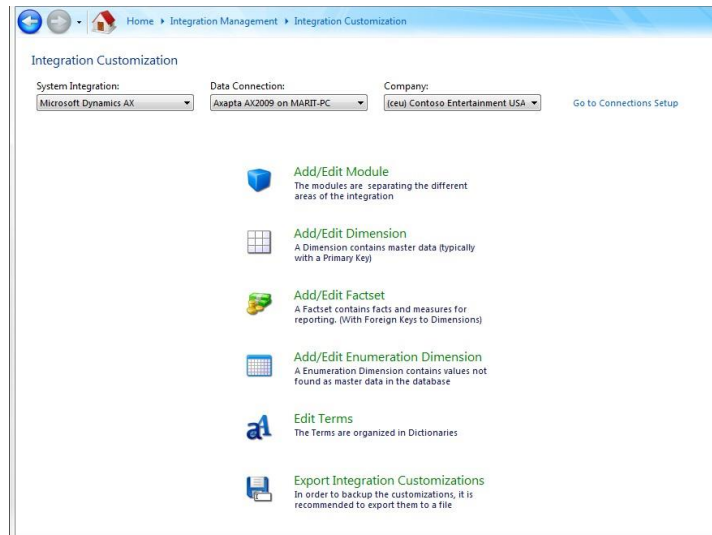 Home ▸ Integration Management ▸ Integration Customization
Integration Customization
System Integration:
Data Connection:
Company:
Microsoft Dynamics AX
Axapta AX2009 on MARIT-PC
(ceu) Contoso Entertainment USA
Go to Connections Setup
Add/Edit Module
The modules are separating the different
areas of the integration
Add/Edit Dimension
A Dimension contains master data (typically
with a Primary Key)
Add/Edit Factset
A Factset contains facts and measures for
reporting. (With Foreign Keys to Dimensions)
Add/Edit Enumeration Dimension
A Enumeration Dimension contains values not
found as master data in the database
Edit Terms
The Terms are organized in Dictionaries
Export Integration Customizations
In order to backup the customizations, it is
recommended to export them to a file